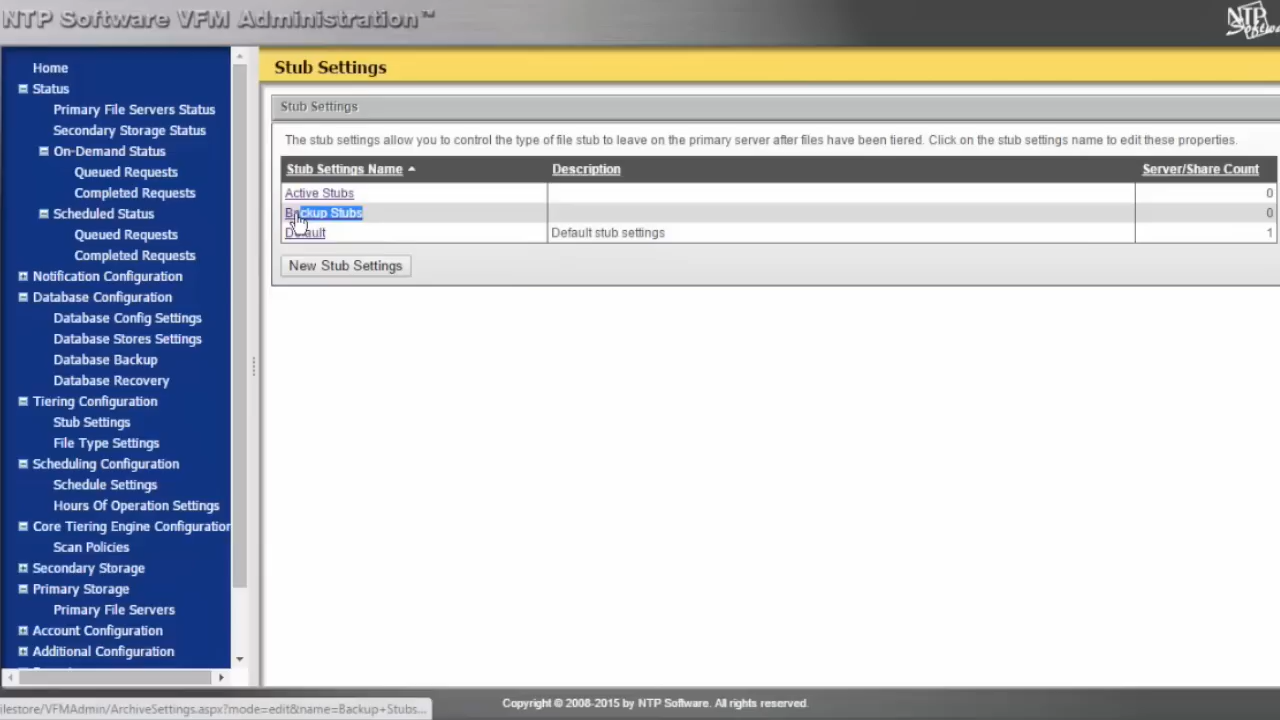 NTP Software VFM Administration™
NTP
Software
Home
Status
Primary File Servers Status
Secondary Storage Status
On-Demand Status
Queued Requests
Completed Requests
Scheduled Status
Queued Requests
Completed Requests
Notification Configuration
Database Configuration
Database Config Settings
Database Stores Settings
Database Backup
Database Recovery
Tiering Configuration
Stub Settings
File Type Settings
Scheduling Configuration
Schedule Settings
Hours Of Operation Settings
Core Tiering Engine Configuration
Scan Policies
Secondary Storage
Primary Storage
Primary File Servers
Account Configuration
Additional Configuration
Stub Settings
Stub Settings
The stub settings allow you to control the type of file stub to leave on the primary server after files have been tiered. Click on the stub settings name to edit these properties.
Stub Settings Name Description Server/Share Count
Active Stubs 0
Backup Stubs 0
Default Default stub settings 1
New Stub Settings
ilestore/VFMAdmin/ArchiveSettings.aspx?mode=edit&name=Backup+Stubs...
Copyright © 2008-2015 by NTP Software. All rights reserved.